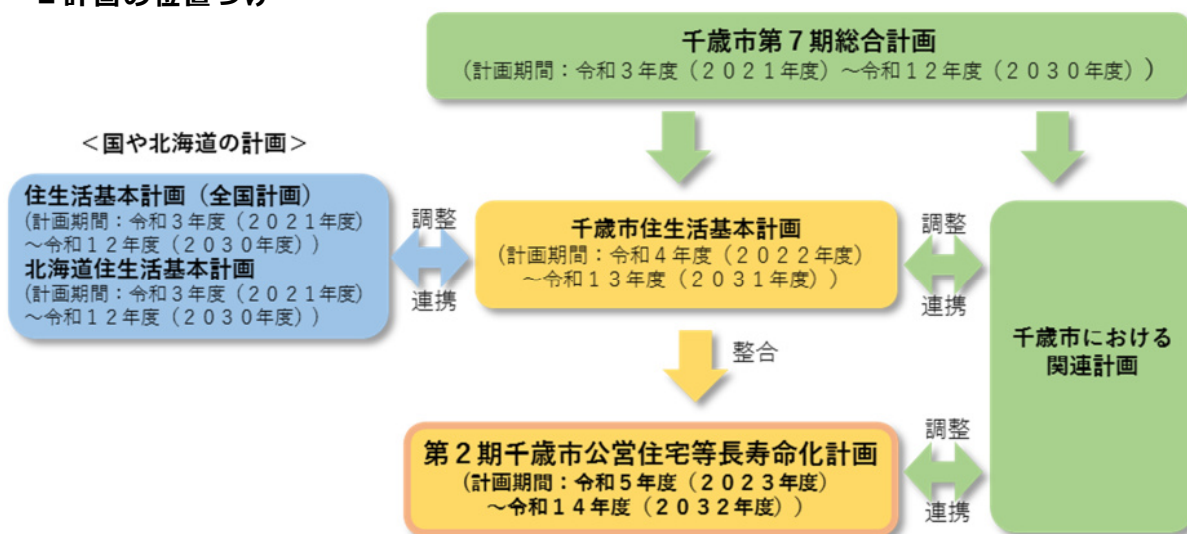 計画の位置づけ
千歳市第７期総合計画
(計画期間：令和３年度（２０２１年度）～令和１２年度（２０３０年度）)
＜国や北海道の計画＞
住生活基本計画（全国計画）
(計画期間：令和３年度（２０２１年度）
～令和１２年度（２０３０年度）)
北海道住生活基本計画
(計画期間：令和３年度（２０２１年度）
～令和１２年度（２０３０年度）)
調整
連携
千歳市住生活基本計画
(計画期間：令和４年度（２０２２年度）
～令和１３年度（２０３１年度）)
調整
連携
千歳市における
関連計画
整合
第２期千歳市公営住宅等長寿命化計画
(計画期間：令和５年度（２０２３年度）
～令和１４年度（２０３２年度）)
調整
連携